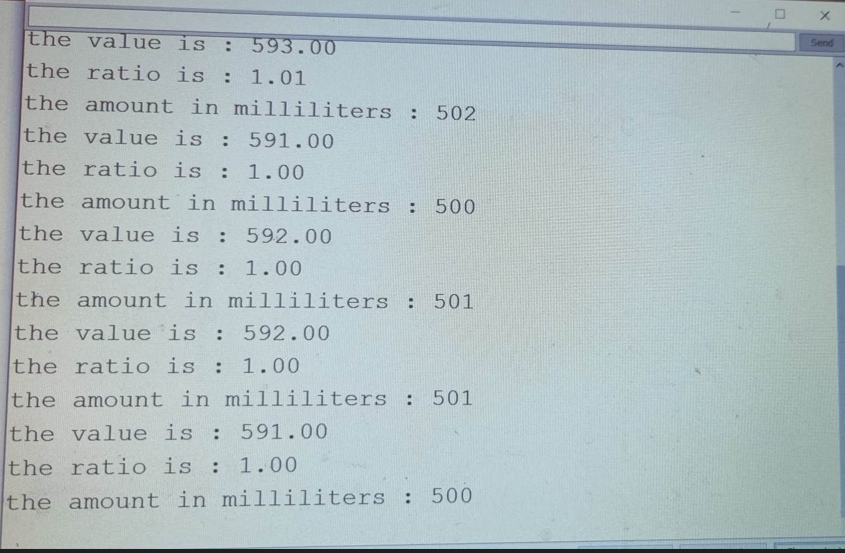 Send
the value is : 593.00
the ratio is : 1.01
the amount in milliliters : 502
the value is : 591.00
the ratio is : 1.00
the amount in milliliters : 500
the value is : 592.00
the ratio is : 1.00
the amount in milliliters : 501
the value is : 592.00
the ratio is : 1.00
the amount in milliliters : 501
the value is : 591.00
the ratio is : 1.00
the amount in milliliters : 500